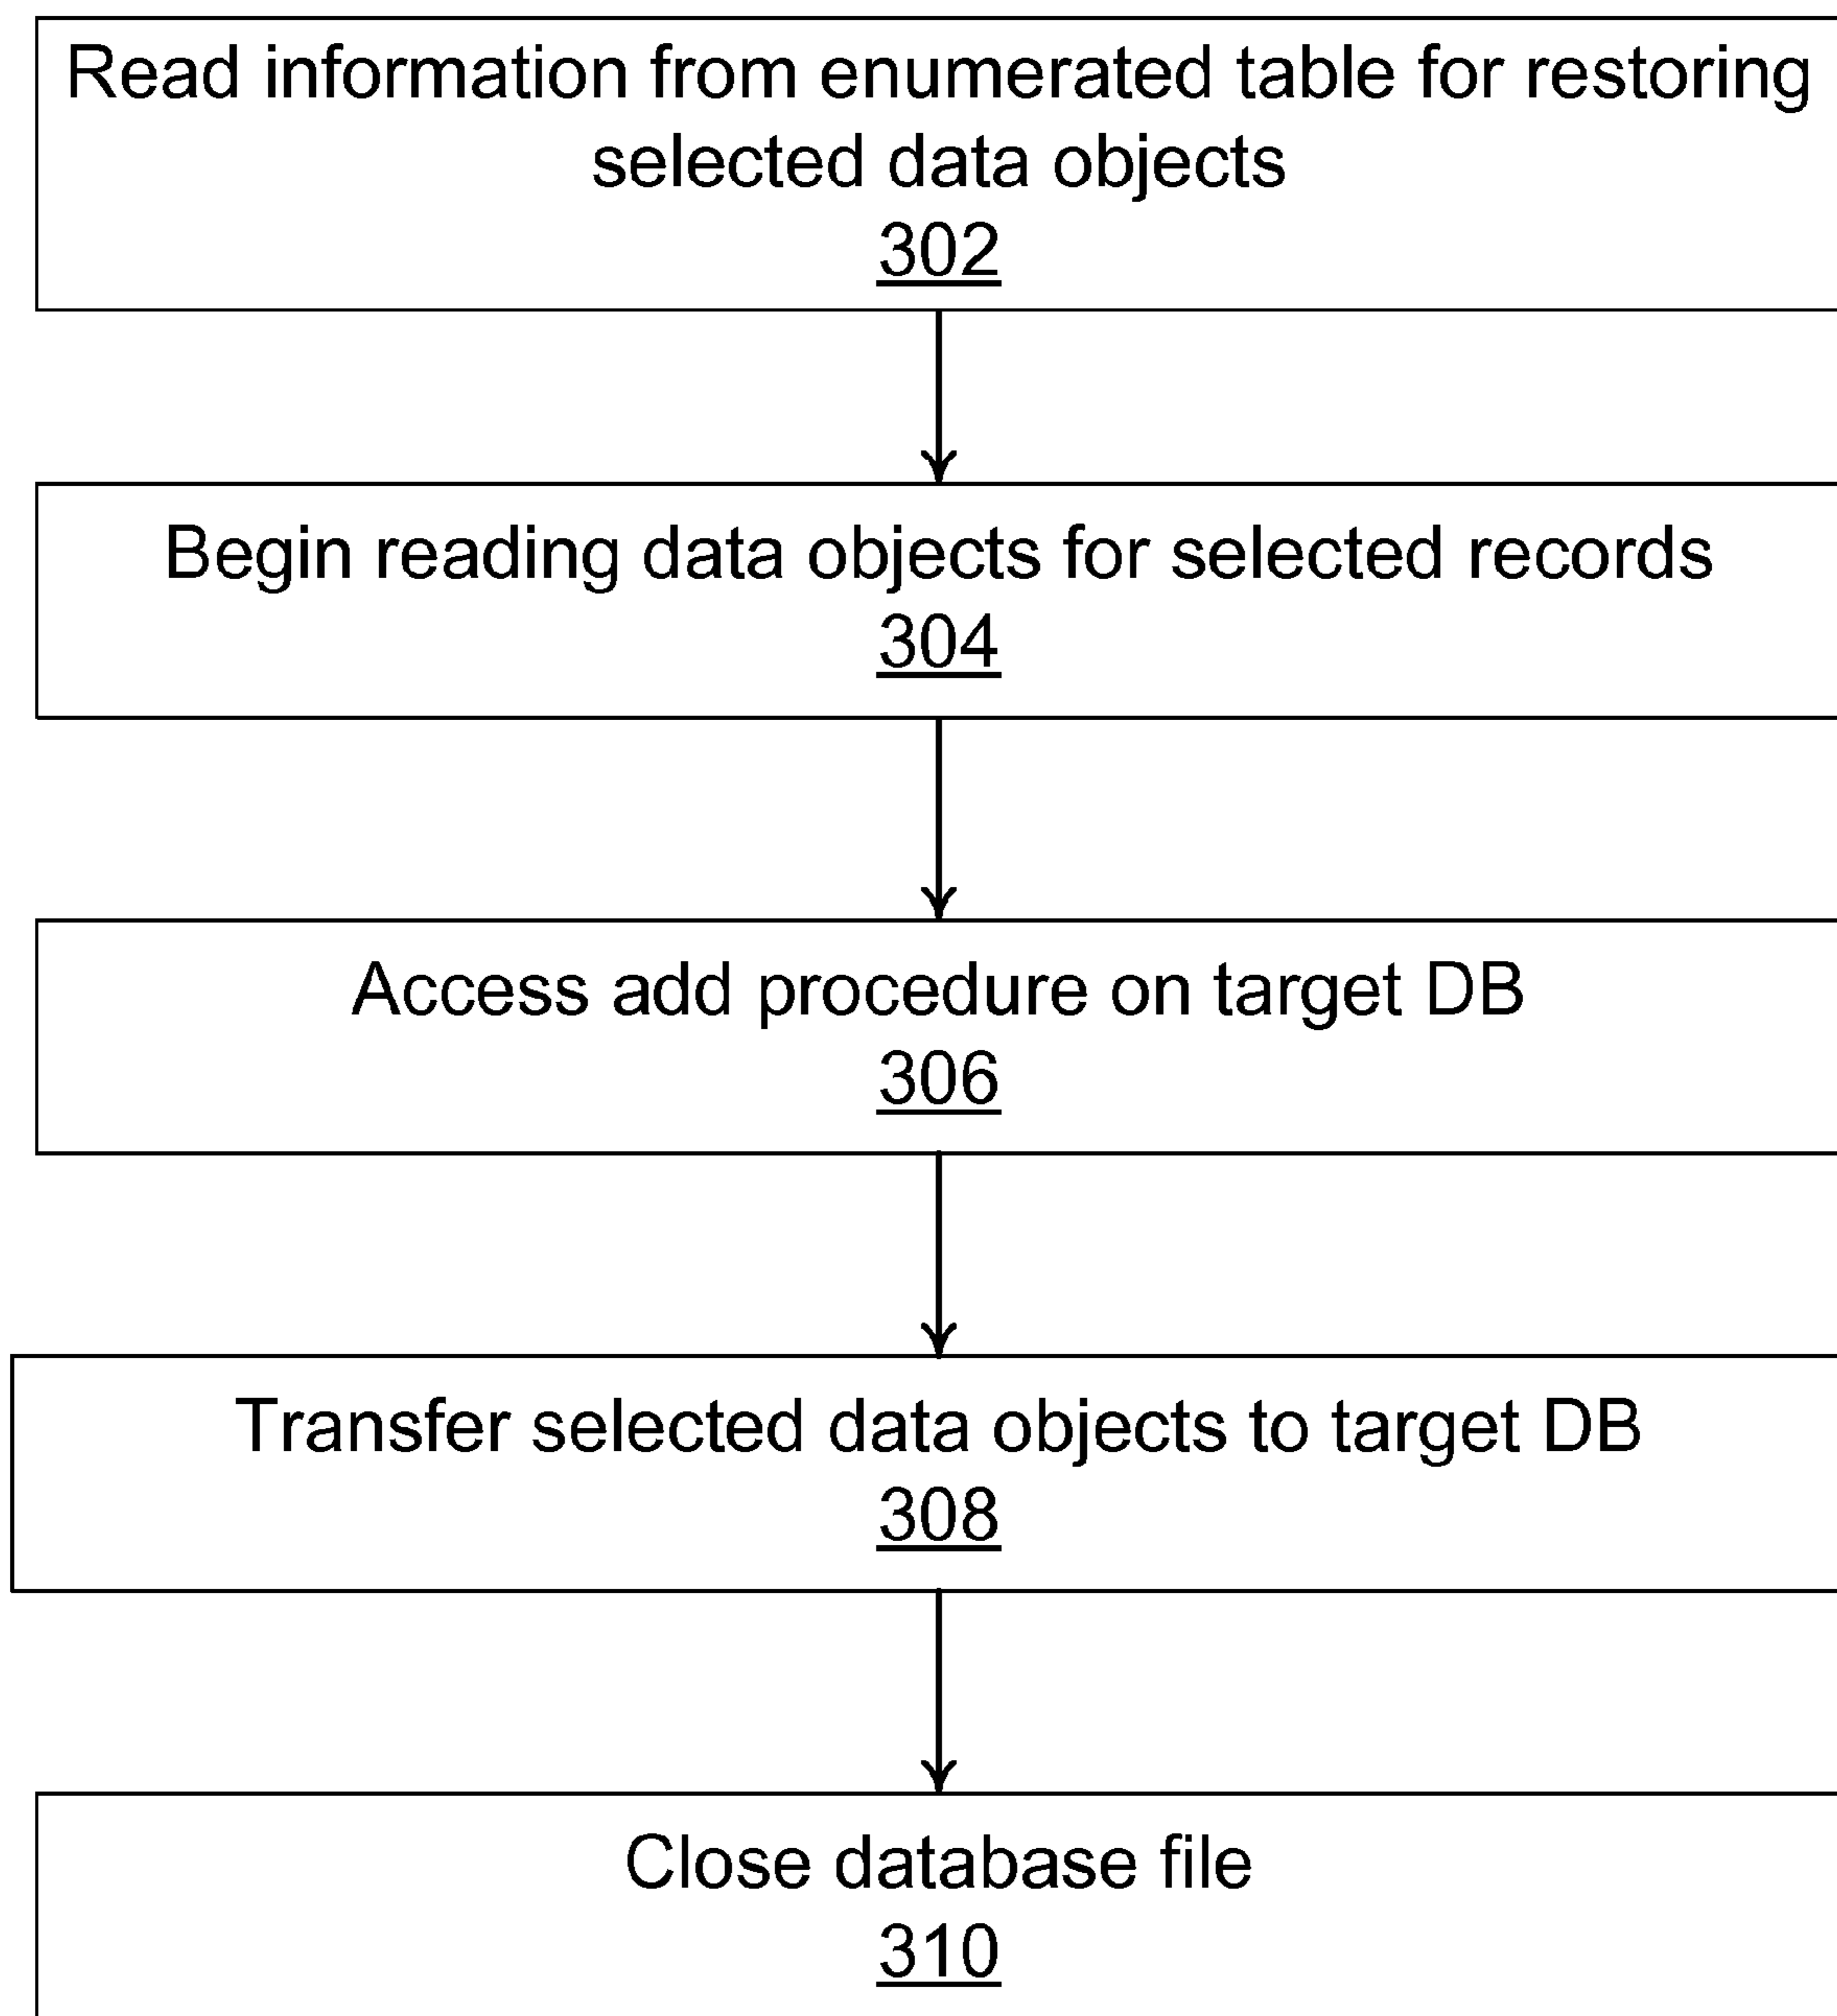 Read information from enumerated table for restoring
selected data objects
302
Begin reading data objects for selected records
304
Access add procedure on target DB
306
Transfer selected data objects to target DB
308
Close database file
310